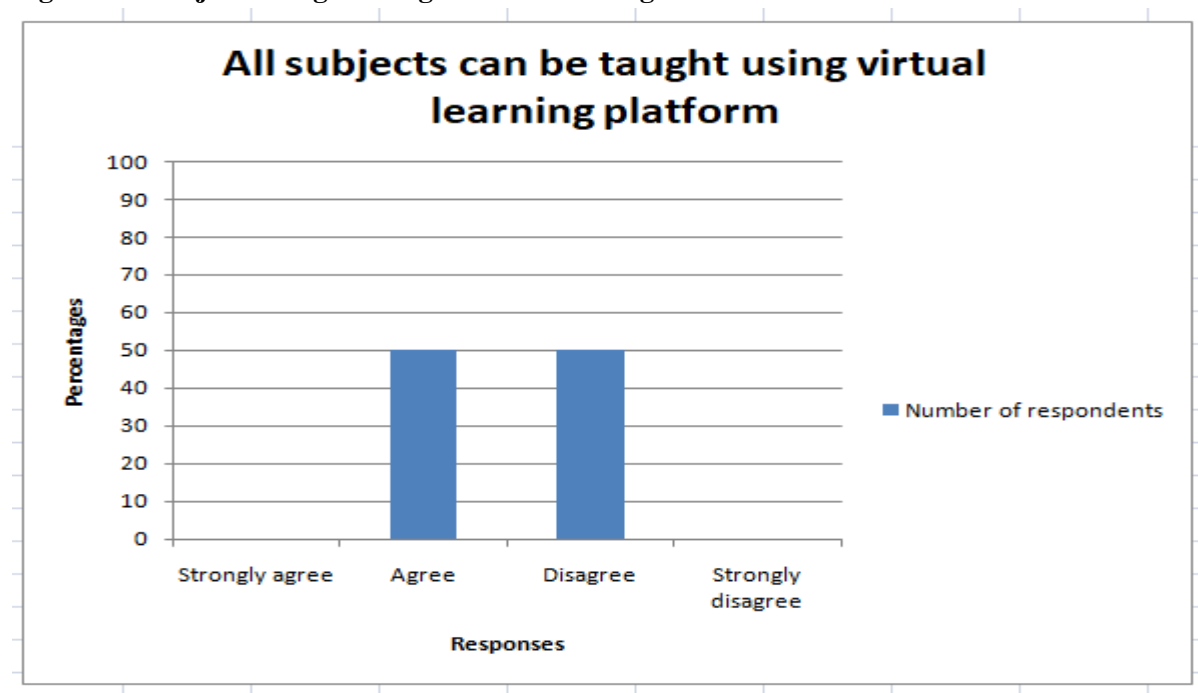 All subjects can be taught using virtual
learning platform
100
90
80
70
60
50
40
30
20
10
0
Percentages
Strongly agree
Agree
Disagree
Strongly
disagree
Responses
Number of respondents